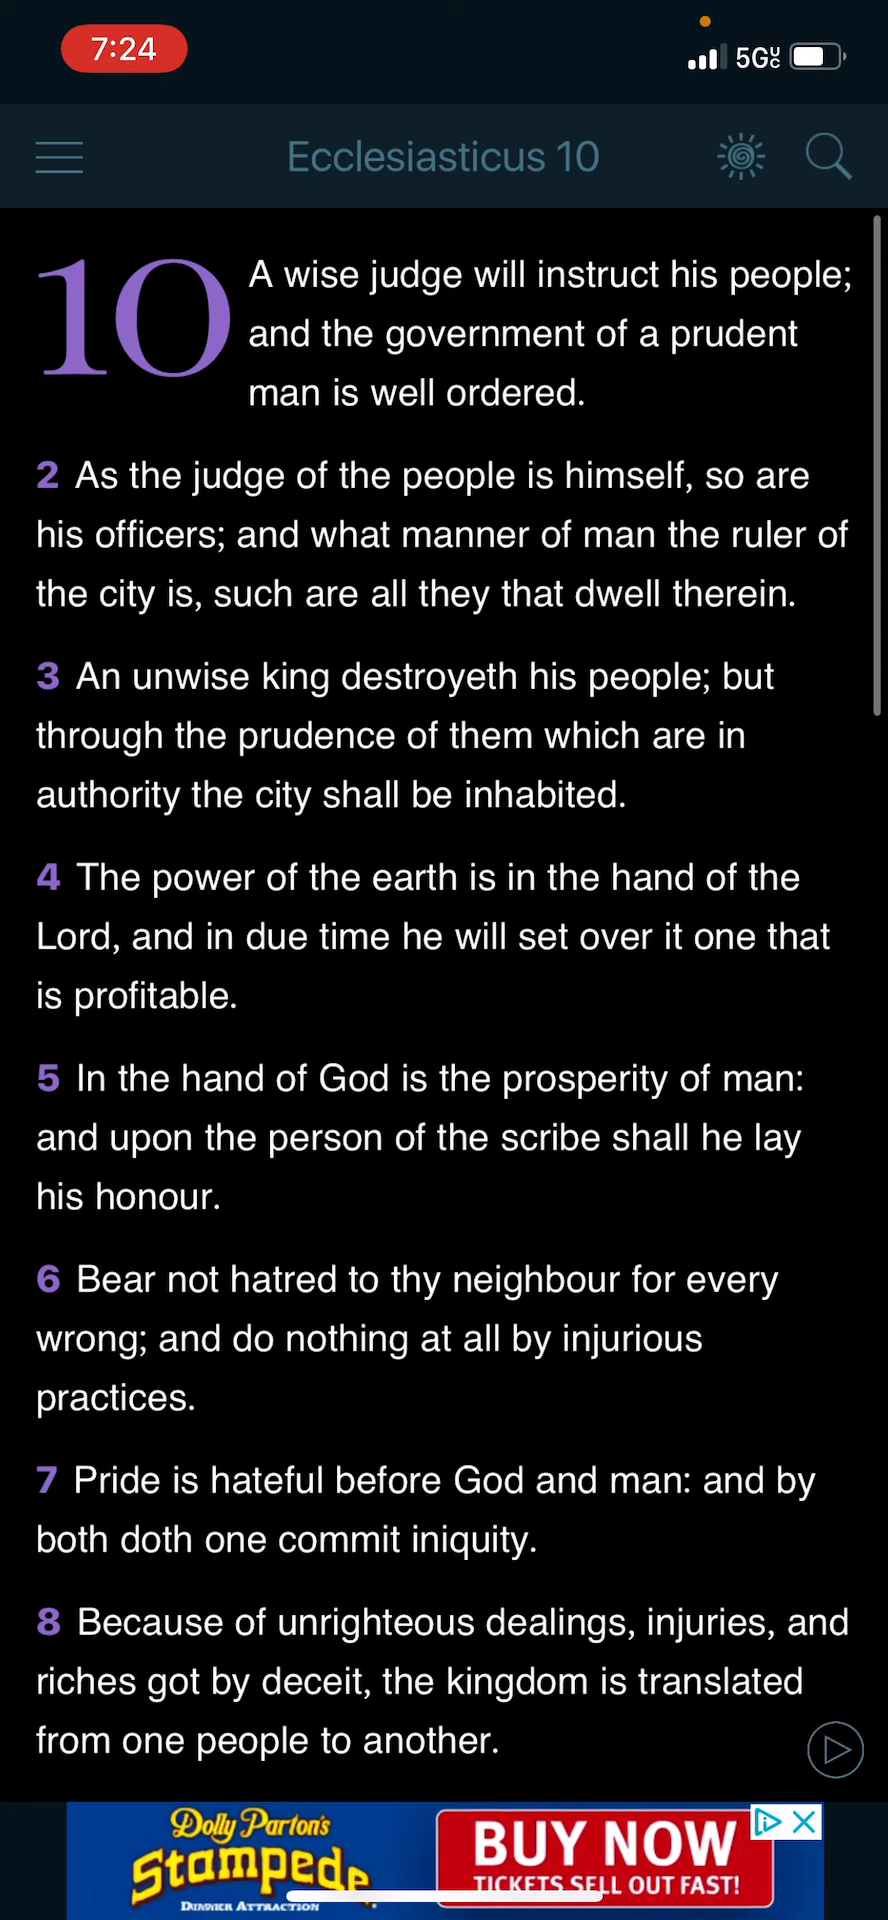 7:24
5G UC
Ecclesiasticus 10
10 A wise judge will instruct his people;
and the government of a prudent
man is well ordered.
2 As the judge of the people is himself, so are
his officers; and what manner of man the ruler of
the city is, such are all they that dwell therein.
3 An unwise king destroyeth his people; but
through the prudence of them which are in
authority the city shall be inhabited.
4 The power of the earth is in the hand of the
Lord, and in due time he will set over it one that
is profitable.
5 In the hand of God is the prosperity of man:
and upon the person of the scribe shall he lay
his honour.
6 Bear not hatred to thy neighbour for every
wrong; and do nothing at all by injurious
practices.
7 Pride is hateful before God and man: and by
both doth one commit iniquity.
8 Because of unrighteous dealings, injuries, and
riches got by deceit, the kingdom is translated
from one people to another.
Dolly Parton's
Stampede
DINNER ATTRACTION
BUY NOW
TICKETS SELL OUT FAST!